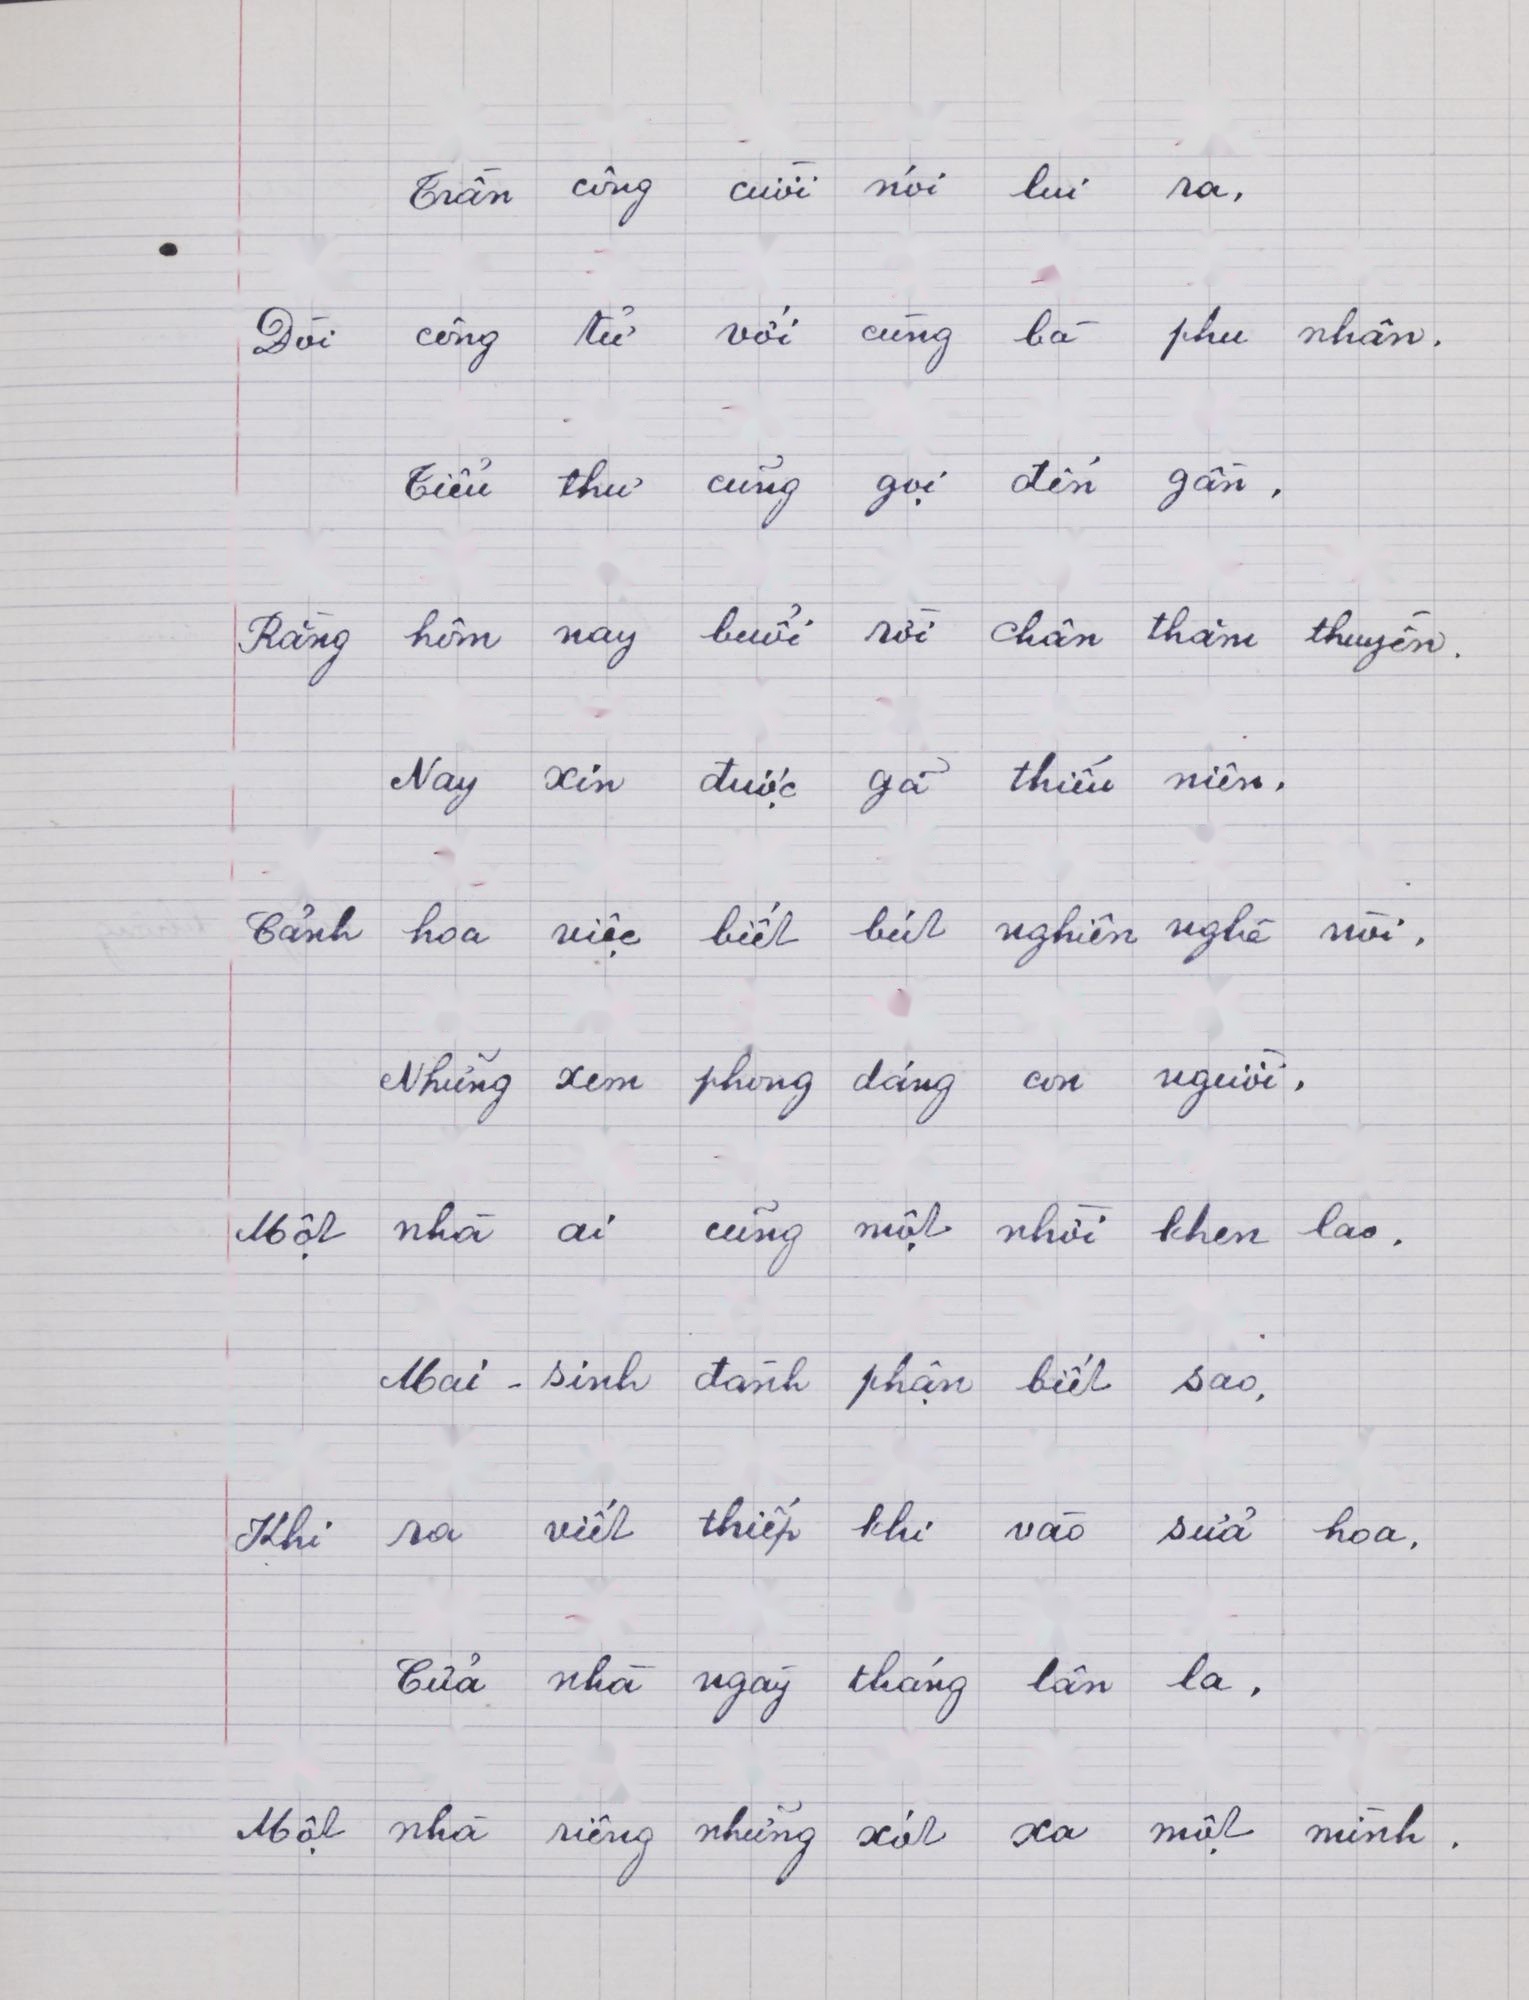 Trần công cười nói lui ra,
Đòi công tử với cùng bà phu nhân.
Tiểu thư cũng gọi đến gần,
Rằng hôm nay buổi rồi chân thăm thuyền.
Nay xin được gã thiếu niên,
Cảnh hoa việc biết bút nghiên nghề nòi,
Những xem phong dáng con người,
Một nhà ai cũng một nhời khen lao.
Mai - sinh đành phận biết sao,
Khi ra viết thiếp khi vào sửa hoa,
Cửa nhà ngày tháng lân la,
Một nhà riêng những xót xa một mình.